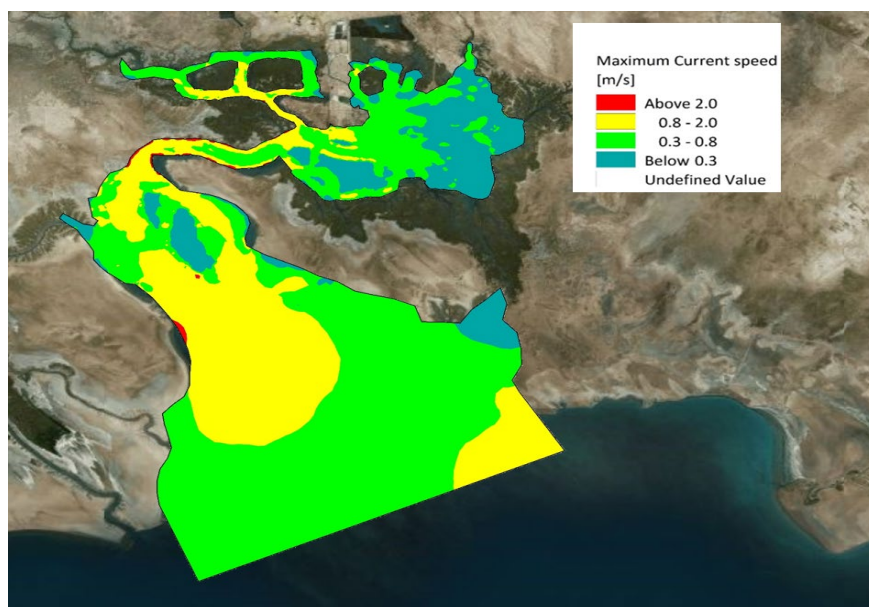 Maximum Current speed
[m/s]
Above 2.0
0.8 - 2.0
0.3 - 0.8
Below 0.3
Undefined Value